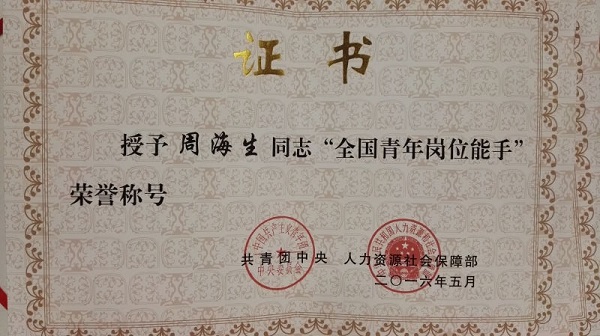 证书
授予周海生同志“全国青年岗位能手”
荣誉称号
共青团中央 人力资源社会保障部
二〇一六年五月